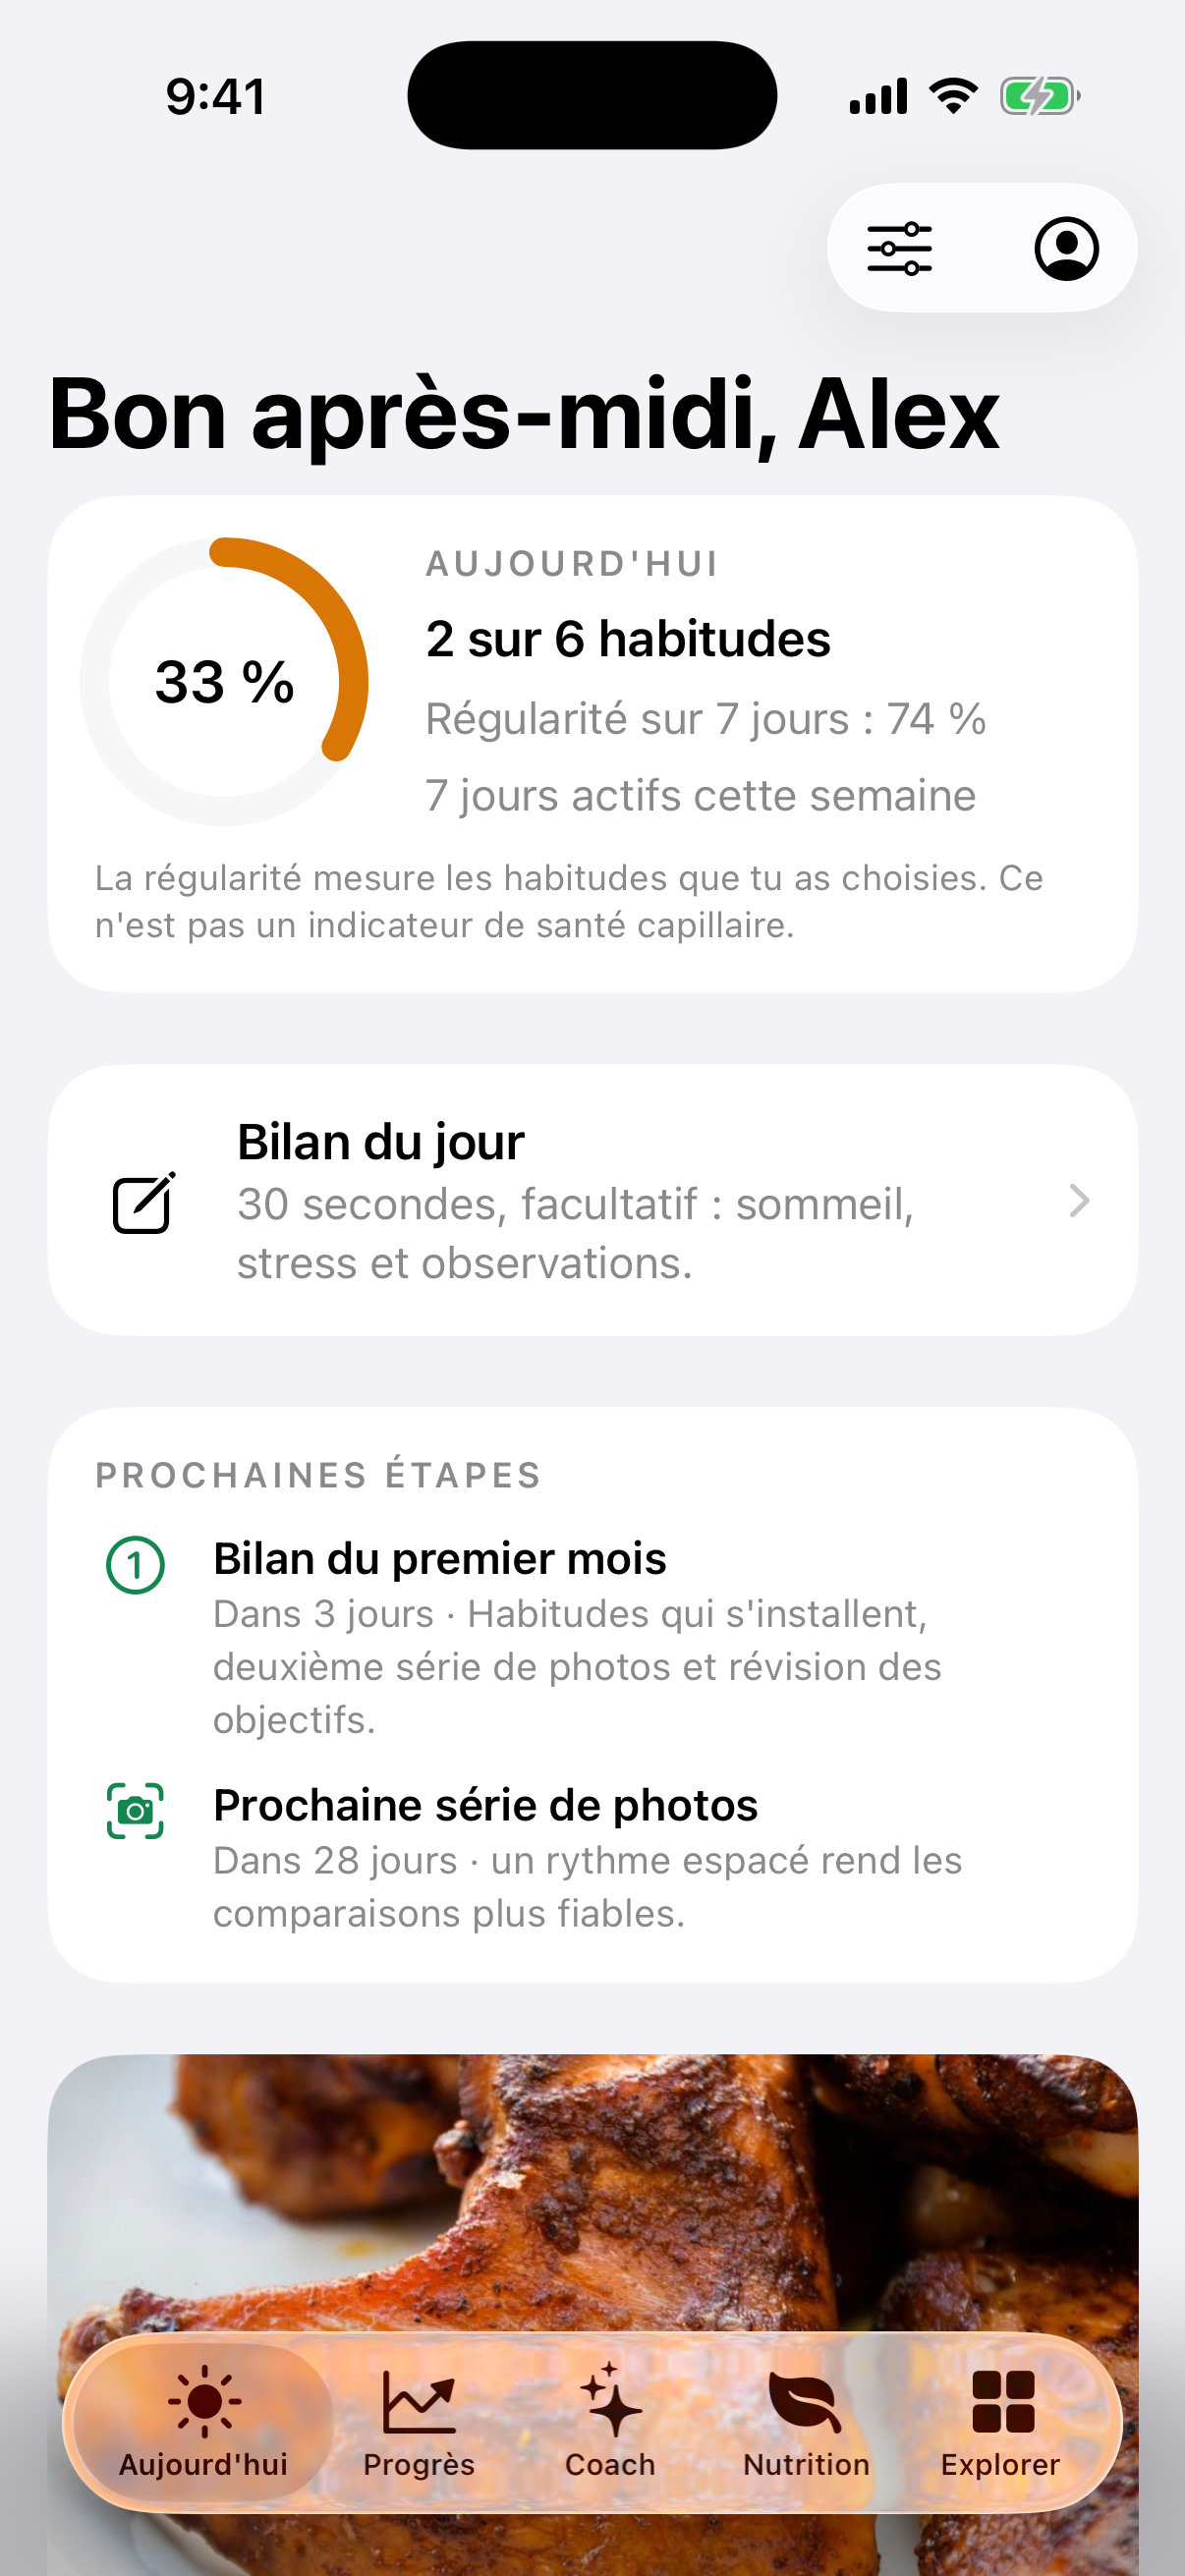 9:41
Bon après-midi, Alex
33 %
AUJOURD'HUI
2 sur 6 habitudes
Régularité sur 7 jours : 74 %
7 jours actifs cette semaine
La régularité mesure les habitudes que tu as choisies. Ce
n'est pas un indicateur de santé capillaire.
Bilan du jour
30 secondes, facultatif : sommeil,
stress et observations.
PROCHAINES ÉTAPES
1
Bilan du premier mois
Dans 3 jours · Habitudes qui s'installent,
deuxième série de photos et révision des
objectifs.
Prochaine série de photos
Dans 28 jours · un rythme espacé rend les
comparaisons plus fiables.
Aujourd'hui
Progrès
Coach
Nutrition
Explorer